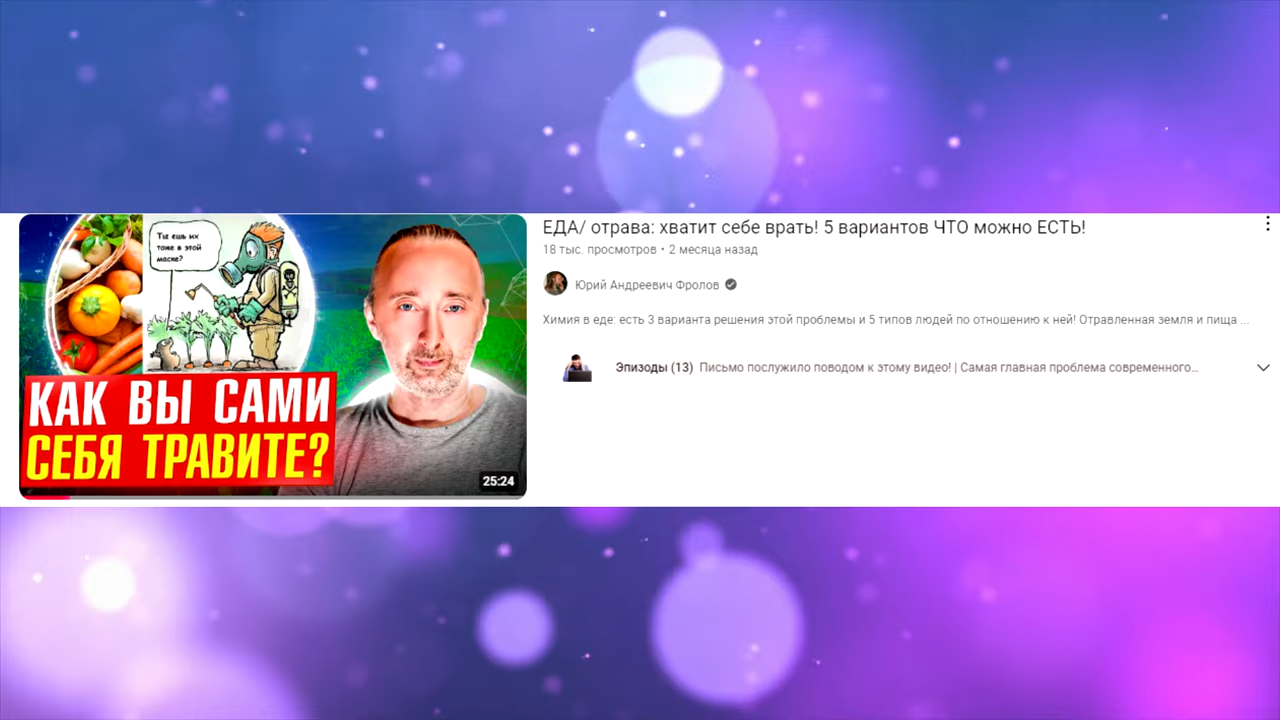 Ты ешь их
тоже в этой
маске?
КАК ВЫ САМИ
СЕБЯ ТРАВИТЕ?
25:24
ЕДА/ отрава: хватит себе врать! 5 вариантов ЧТО можно ЕСТЬ!
18 тыс. просмотров • 2 месяца назад
Юрий Андреевич Фролов
Химия в еде: есть 3 варианта решения этой проблемы и 5 типов людей по отношению к ней! Отравленная земля и пища ...
Эпизоды (13) Письмо послужило поводом к этому видео! | Самая главная проблема современного...